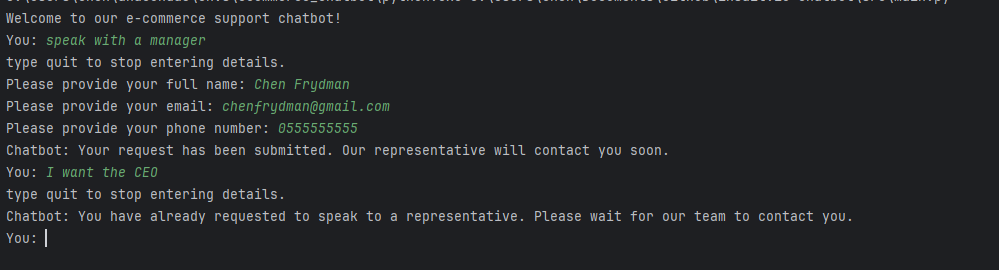 Welcome to our e-commerce support chatbot!
You: speak with a manager
type quit to stop entering details.
Please provide your full name: Chen Frydman
Please provide your email: chenfrydman@gmail.com
Please provide your phone number: 0555555555
Chatbot: Your request has been submitted. Our representative will contact you soon.
You: I want the CEO
type quit to stop entering details.
Chatbot: You have already requested to speak to a representative. Please wait for our team to contact you.
You: